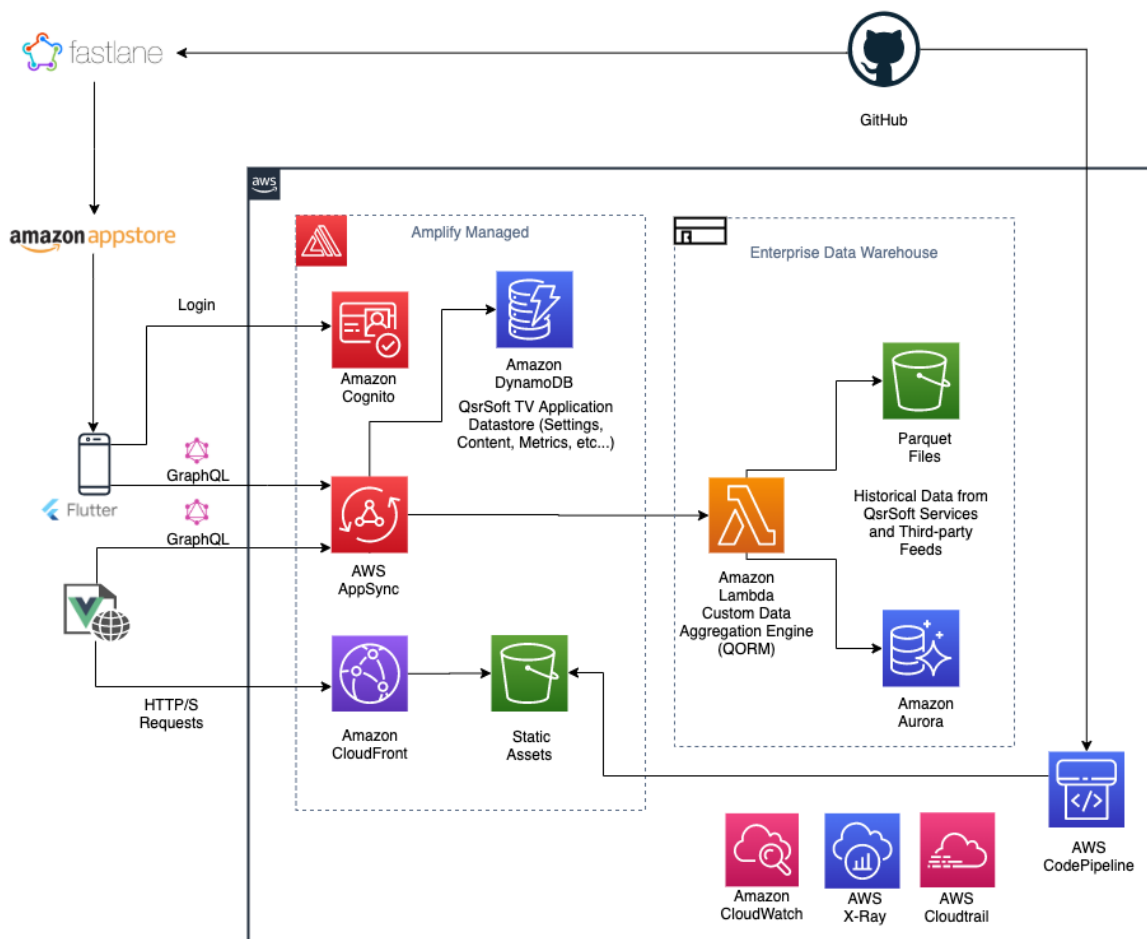 fastlane
GitHub
aws
amazon appstore
Amplify Managed
Enterprise Data Warehouse
Login
Amazon
Cognito
Amazon
DynamoDB
QsrSoft TV Application
Datastore (Settings,
Content, Metrics, etc...)
Parquet
Files
Historical Data from
QsrSoft Services
and Third-party
Feeds
GraphQL
Flutter
GraphQL
AWS
AppSync
Amazon
Lambda
Custom Data
Aggregation Engine
(QORM)
HTTP/S
Requests
Amazon
CloudFront
Static
Assets
Amazon
Aurora
AWS
CodePipeline
Amazon
CloudWatch
AWS
X-Ray
AWS
Cloudtrail